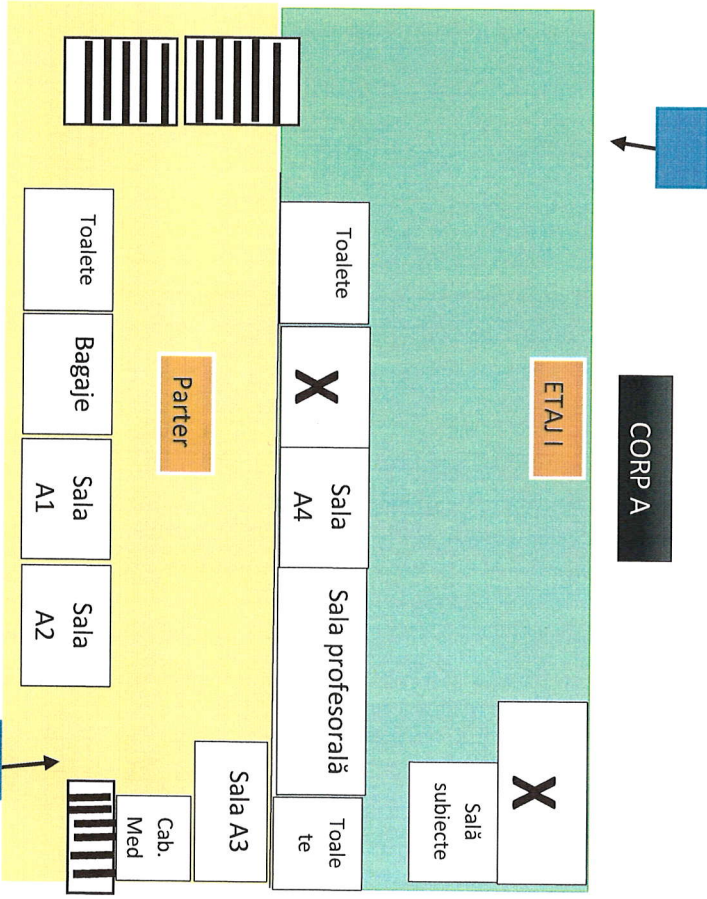 CORP A
ETAJ I
X
Sală
subiecte
Toalete
X
Sala
A4
Sala profesorală
Toale
te
Parter
Sala A3
Cab.
Med
Toalete
Bagaje
Sala
A1
Sala
A2